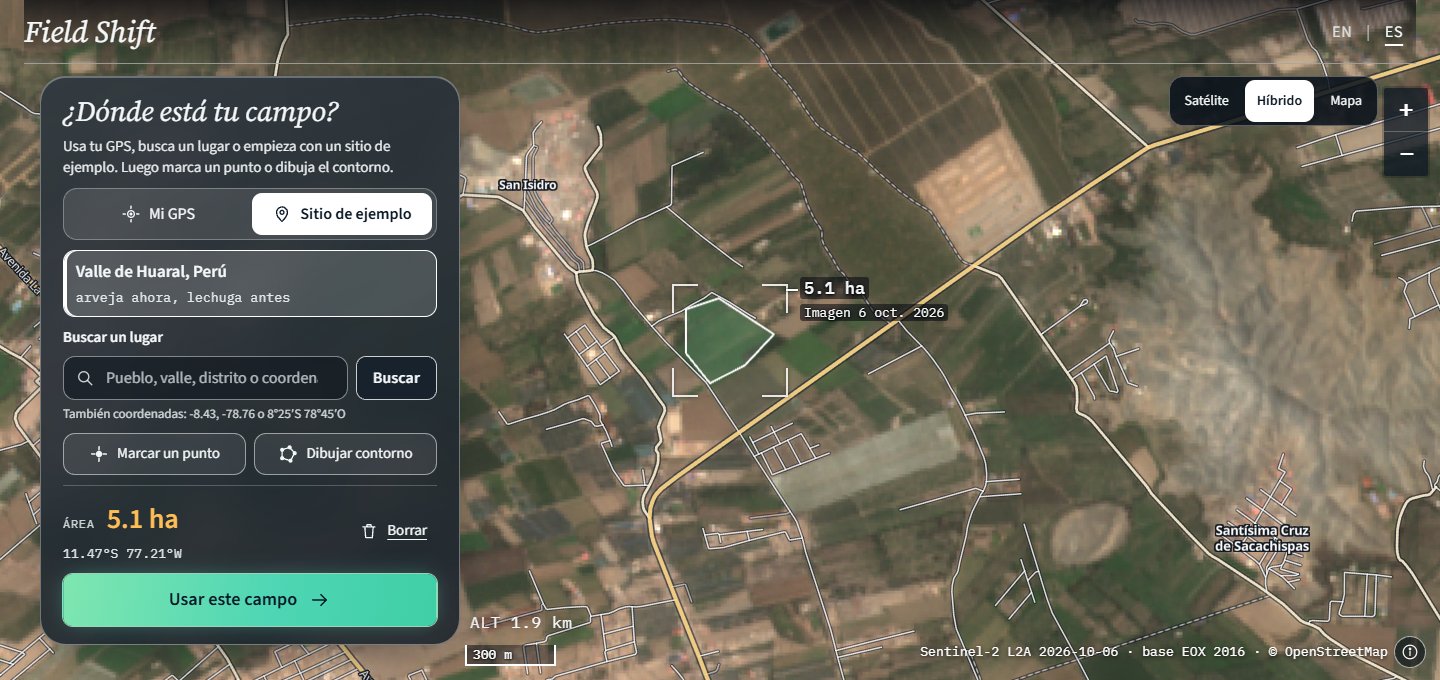 Field Shift
EN | ES
¿Dónde está tu campo?
Usa tu GPS, busca un lugar o empieza con un sitio de
ejemplo. Luego marca un punto o dibuja el contorno.
Mi GPS
Sitio de ejemplo
Valle de Huaral, Perú
arveja ahora, lechuga antes
Buscar un lugar
Pueblo, valle, distrito o coorden
Buscar
También coordenadas: -8.43, -78.76 o 8°25'S 78°45'O
Marcar un punto
Dibujar contorno
ÁREA 5.1 ha
Borrar
11.47°S 77.21°W
Usar este campo
Satélite
Híbrido
Mapa
+
−
San Isidro
5.1 ha
Imagen 6 oct. 2026
Avenida La
Santísima Cruz
de Sacachispas
ALT 1.9 km
300 m
Sentinel-2 L2A 2026-10-06 · base EOX 2016 · © OpenStreetMap